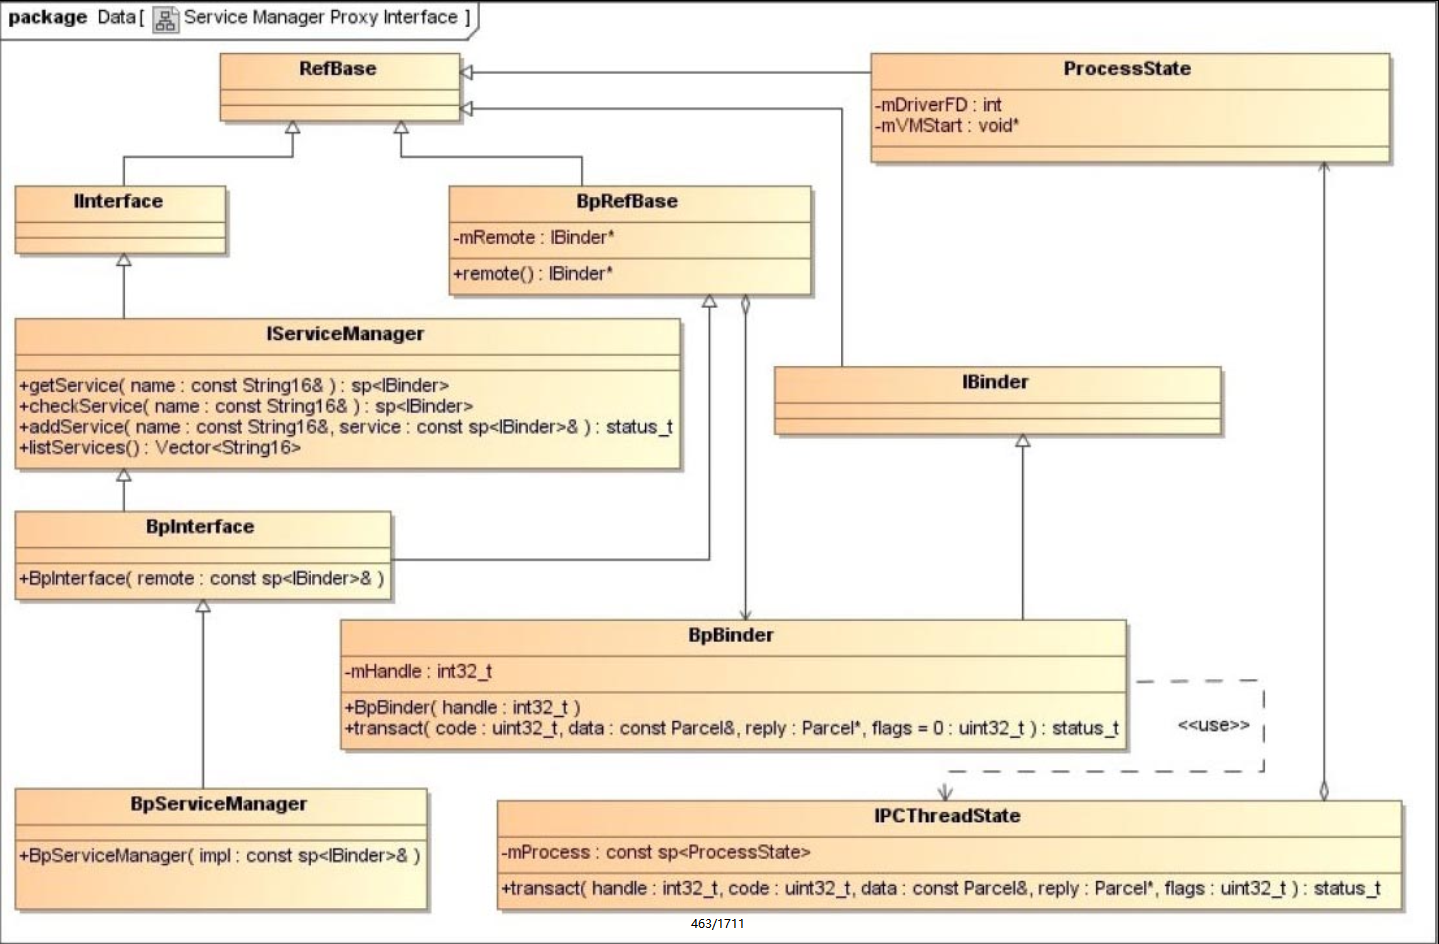 package Data [ Service Manager Proxy Interface ]
RefBase
ProcessState
-mDriverFD : int
-mVMStart : void*
IInterface
BpRefBase
-mRemote : IBinder*
+remote() : IBinder*
IServiceManager
+getService( name : const String16& ) : sp<IBinder>
+checkService( name : const String16& ) : sp<IBinder>
+addService( name : const String16&, service : const sp<IBinder>& ) : status_t
+listServices() : Vector<String16>
IBinder
BpInterface
+BpInterface( remote : const sp<IBinder>& )
BpBinder
-mHandle : int32_t
+BpBinder( handle : int32_t )
+transact( code : uint32_t, data : const Parcel&, reply : Parcel*, flags = 0 : uint32_t ) : status_t
<<use>>
BpServiceManager
+BpServiceManager( impl : const sp<IBinder>& )
IPCThreadState
-mProcess : const sp<ProcessState>
+transact( handle : int32_t, code : uint32_t, data : const Parcel&, reply : Parcel*, flags : uint32_t ) : status_t
463/1711